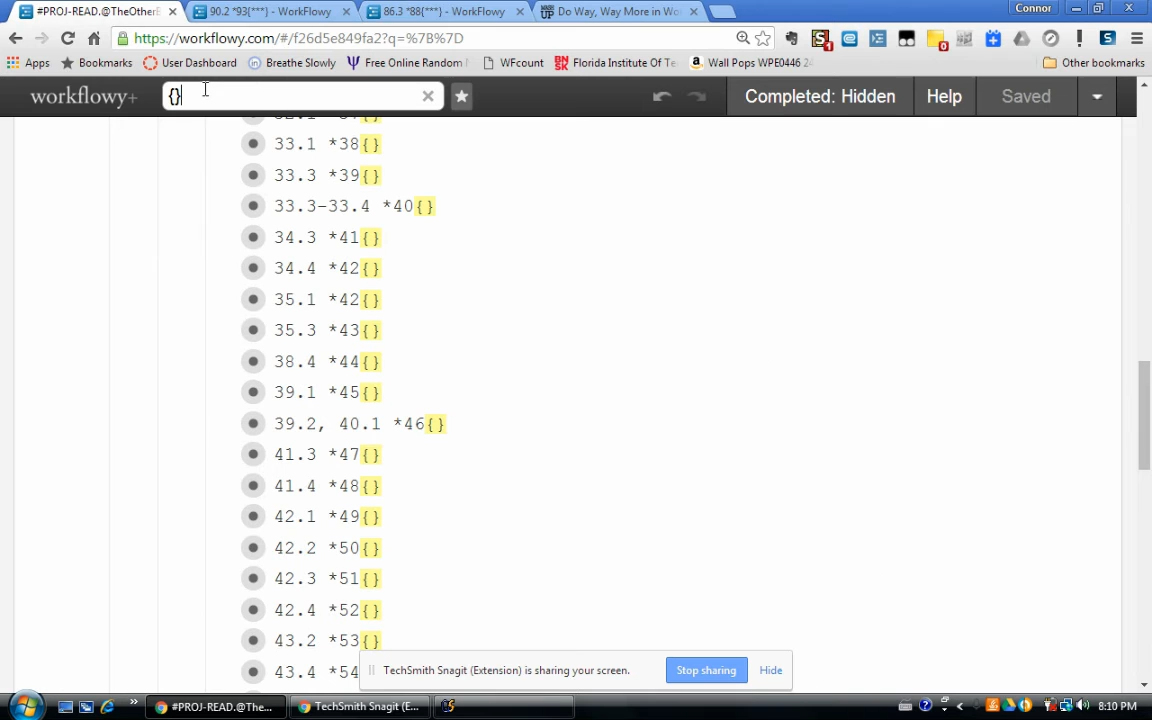 #PROJ-READ.@TheOtherE
90.2 *93{***} - WorkFlowy
86.3 *88{***} - WorkFlowy
Do Way, Way More in Wo
Connor
https://workflowy.com/#/f26d5e849fa2?q=%7B%7D
Apps
Bookmarks
User Dashboard
Breathe Slowly
Free Online Random
WFcount
Florida Institute Of Te
Wall Pops WPE0446 24
Other bookmarks
workflowy+
{}
Completed: Hidden
Help
Saved
33.1 *38{}
33.3 *39{}
33.3-33.4 *40{}
34.3 *41{}
34.4 *42{}
35.1 *42{}
35.3 *43{}
38.4 *44{}
39.1 *45{}
39.2, 40.1 *46{}
41.3 *47{}
41.4 *48{}
42.1 *49{}
42.2 *50{}
42.3 *51{}
42.4 *52{}
43.2 *53{}
43.4 *54
TechSmith Snagit (Extension) is sharing your screen.
Stop sharing
Hide
#PROJ-READ.@The...
TechSmith Snagit (E...
8:10 PM